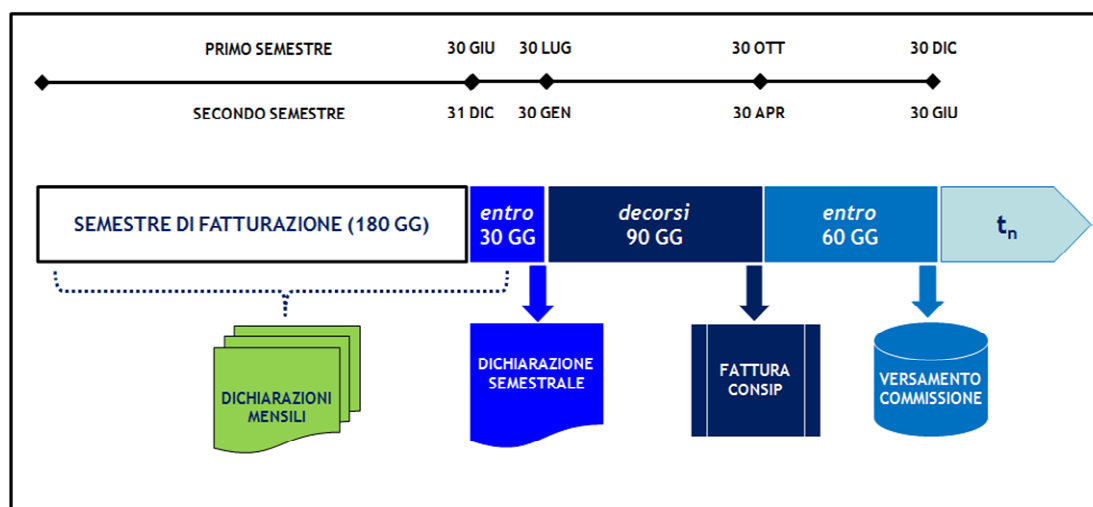 PRIMO SEMESTRE
30 GIU
30 LUG
30 OTT
30 DIC
SECONDO SEMESTRE
31 DIC
30 GEN
30 APR
30 GIU
SEMESTRE DI FATTURAZIONE (180 GG)
entro
30 GG
decorsi
90 GG
entro
60 GG
tn
DICHIARAZIONI
MENSILI
DICHIARAZIONE
SEMESTRALE
FATTURA
CONSIP
VERSAMENTO
COMMISSIONE